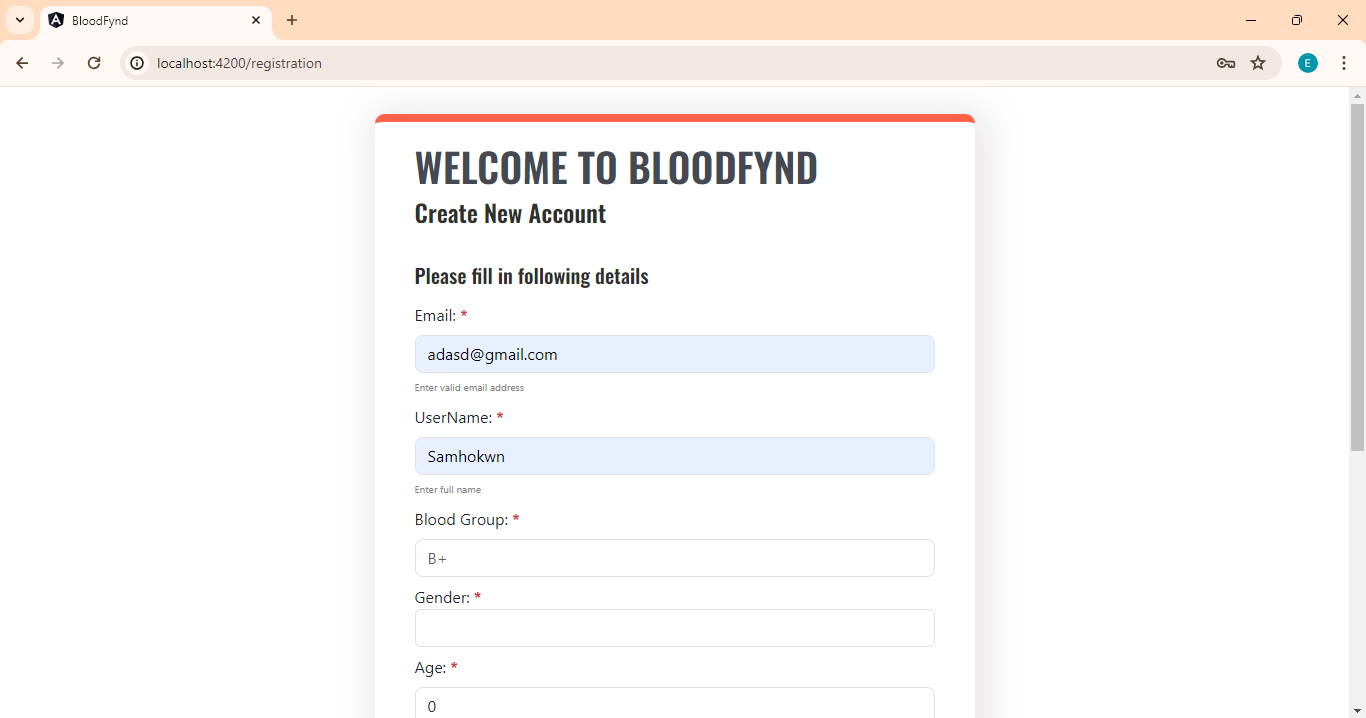 BloodFynd
localhost:4200/registration
E
WELCOME TO BLOODFYND
Create New Account
Please fill in following details
Email: *
adasd@gmail.com
Enter valid email address
UserName: *
Samhokwn
Enter full name
Blood Group: *
B+
Gender: *
Age: *
0